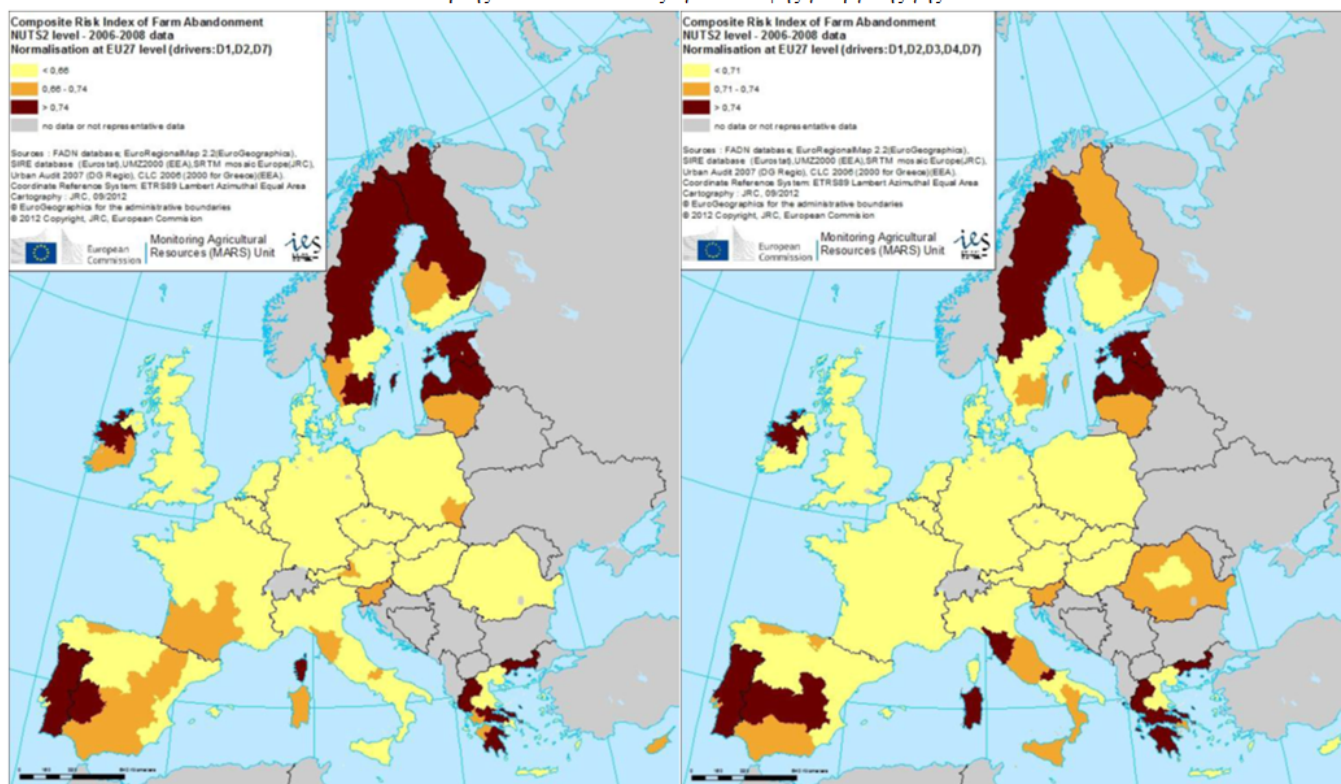 Composite Risk Index of Farm Abandonment
NUTS2 level - 2006-2008 data
Normalisation at EU27 level (drivers:D1,D2,D7)
< 0,66
0,66 - 0,74
> 0,74
no data or not representative data
Sources : FADN database; EuroRegionalMap 2.2(EuroGeographics),
SIRE database (Eurostat),UMZ2000 (EEA),SRTM mosaic Europe(JRC),
Urban Audit 2007 (DG Regio), CLC 2006 (2000 for Greece)(EEA).
Coordinate Reference System: ETRS89 Lambert Azimuthal Equal Area
Cartography : JRC, 09/2012
© EuroGeographics for the administrative boundaries
© 2012 Copyright, JRC, European Commision
European
Commission
Monitoring Agricultural
Resources (MARS) Unit
ies
Composite Risk Index of Farm Abandonment
NUTS2 level - 2006-2008 data
Normalisation at EU27 level (drivers:D1,D2,D3,D4,D7)
< 0,71
0,71 - 0,74
> 0,74
no data or not representative data
Sources : FADN database; EuroRegionalMap 2.2(EuroGeographics),
SIRE database (Eurostat),UMZ2000 (EEA),SRTM mosaic Europe(JRC),
Urban Audit 2007 (DG Regio), CLC 2006 (2000 for Greece)(EEA).
Coordinate Reference System: ETRS89 Lambert Azimuthal Equal Area
Cartography : JRC, 09/2012
© EuroGeographics for the administrative boundaries
© 2012 Copyright, JRC, European Commision
European
Commission
Monitoring Agricultural
Resources (MARS) Unit
ies